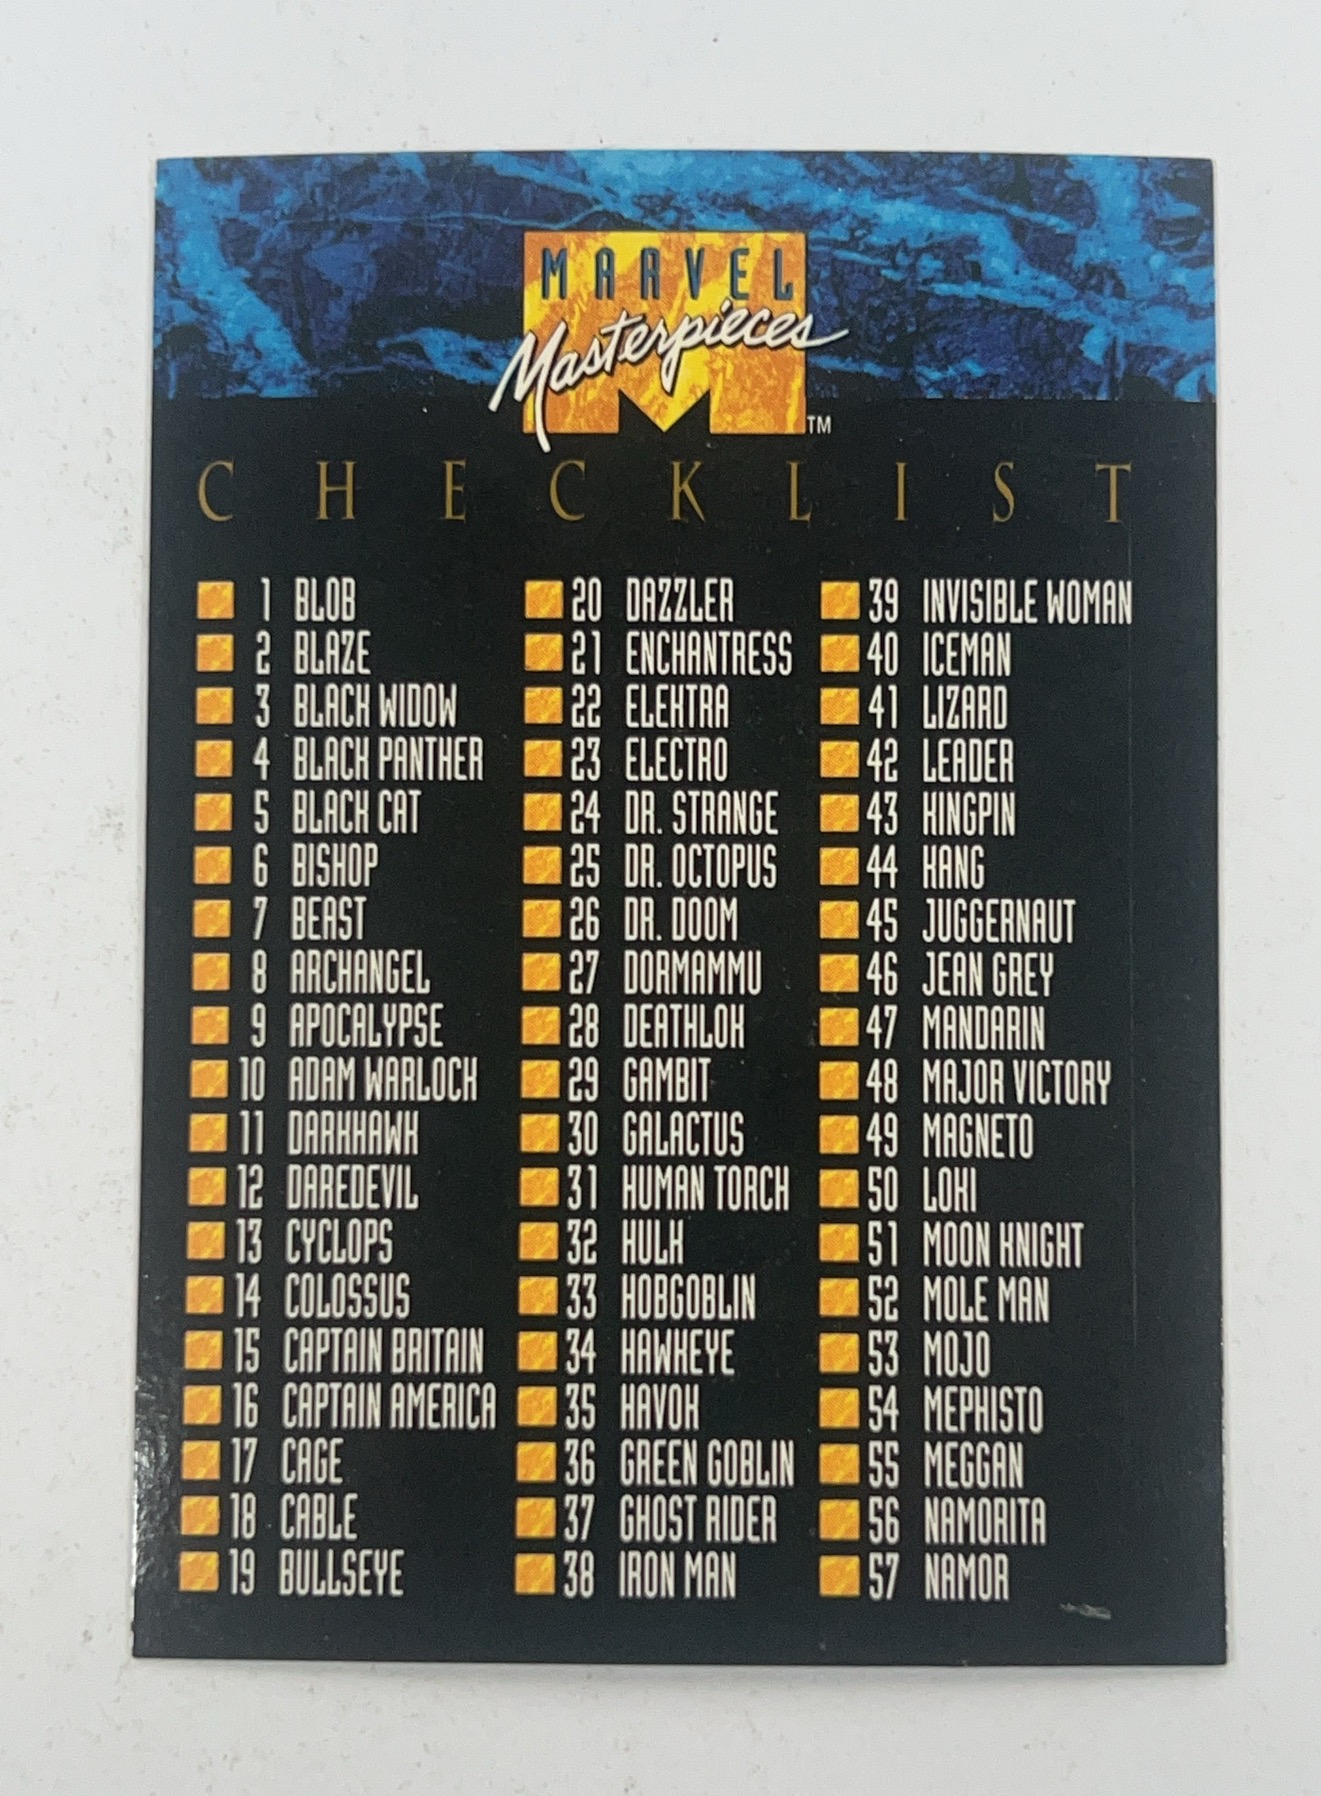 MARVEL
Masterpieces
TM
CHECKLIST
1 BLOB
2 BLAZE
3 BLACK WIDOW
4 BLACK PANTHER
5 BLACK CAT
6 BISHOP
7 BEAST
8 ARCHANGEL
9 APOCALYPSE
10 ADAM WARLOCK
11 DARKHAWK
12 DAREDEVIL
13 CYCLOPS
14 COLOSSUS
15 CAPTAIN BRITAIN
16 CAPTAIN AMERICA
17 CAGE
18 CABLE
19 BULLSEYE
20 DAZZLER
21 ENCHANTRESS
22 ELEKTRA
23 ELECTRO
24 DR. STRANGE
25 DR. OCTOPUS
26 DR. DOOM
27 DORMAMMU
28 DEATHLOK
29 GAMBIT
30 GALACTUS
31 HUMAN TORCH
32 HULK
33 HOBGOBLIN
34 HAWKEYE
35 HAVOK
36 GREEN GOBLIN
37 GHOST RIDER
38 IRON MAN
39 INVISIBLE WOMAN
40 ICEMAN
41 LIZARD
42 LEADER
43 KINGPIN
44 KANG
45 JUGGERNAUT
46 JEAN GREY
47 MANDARIN
48 MAJOR VICTORY
49 MAGNETO
50 LOKI
51 MOON KNIGHT
52 MOLE MAN
53 MOJO
54 MEPHISTO
55 MEGGAN
56 NAMORITA
57 NAMOR